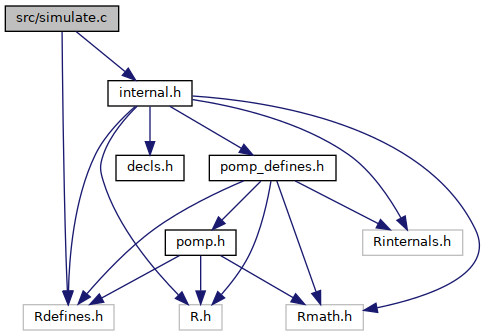 src/simulate.c
internal.h
decls.h
pomp_defines.h
pomp.h
Rinternals.h
Rdefines.h
R.h
Rmath.h